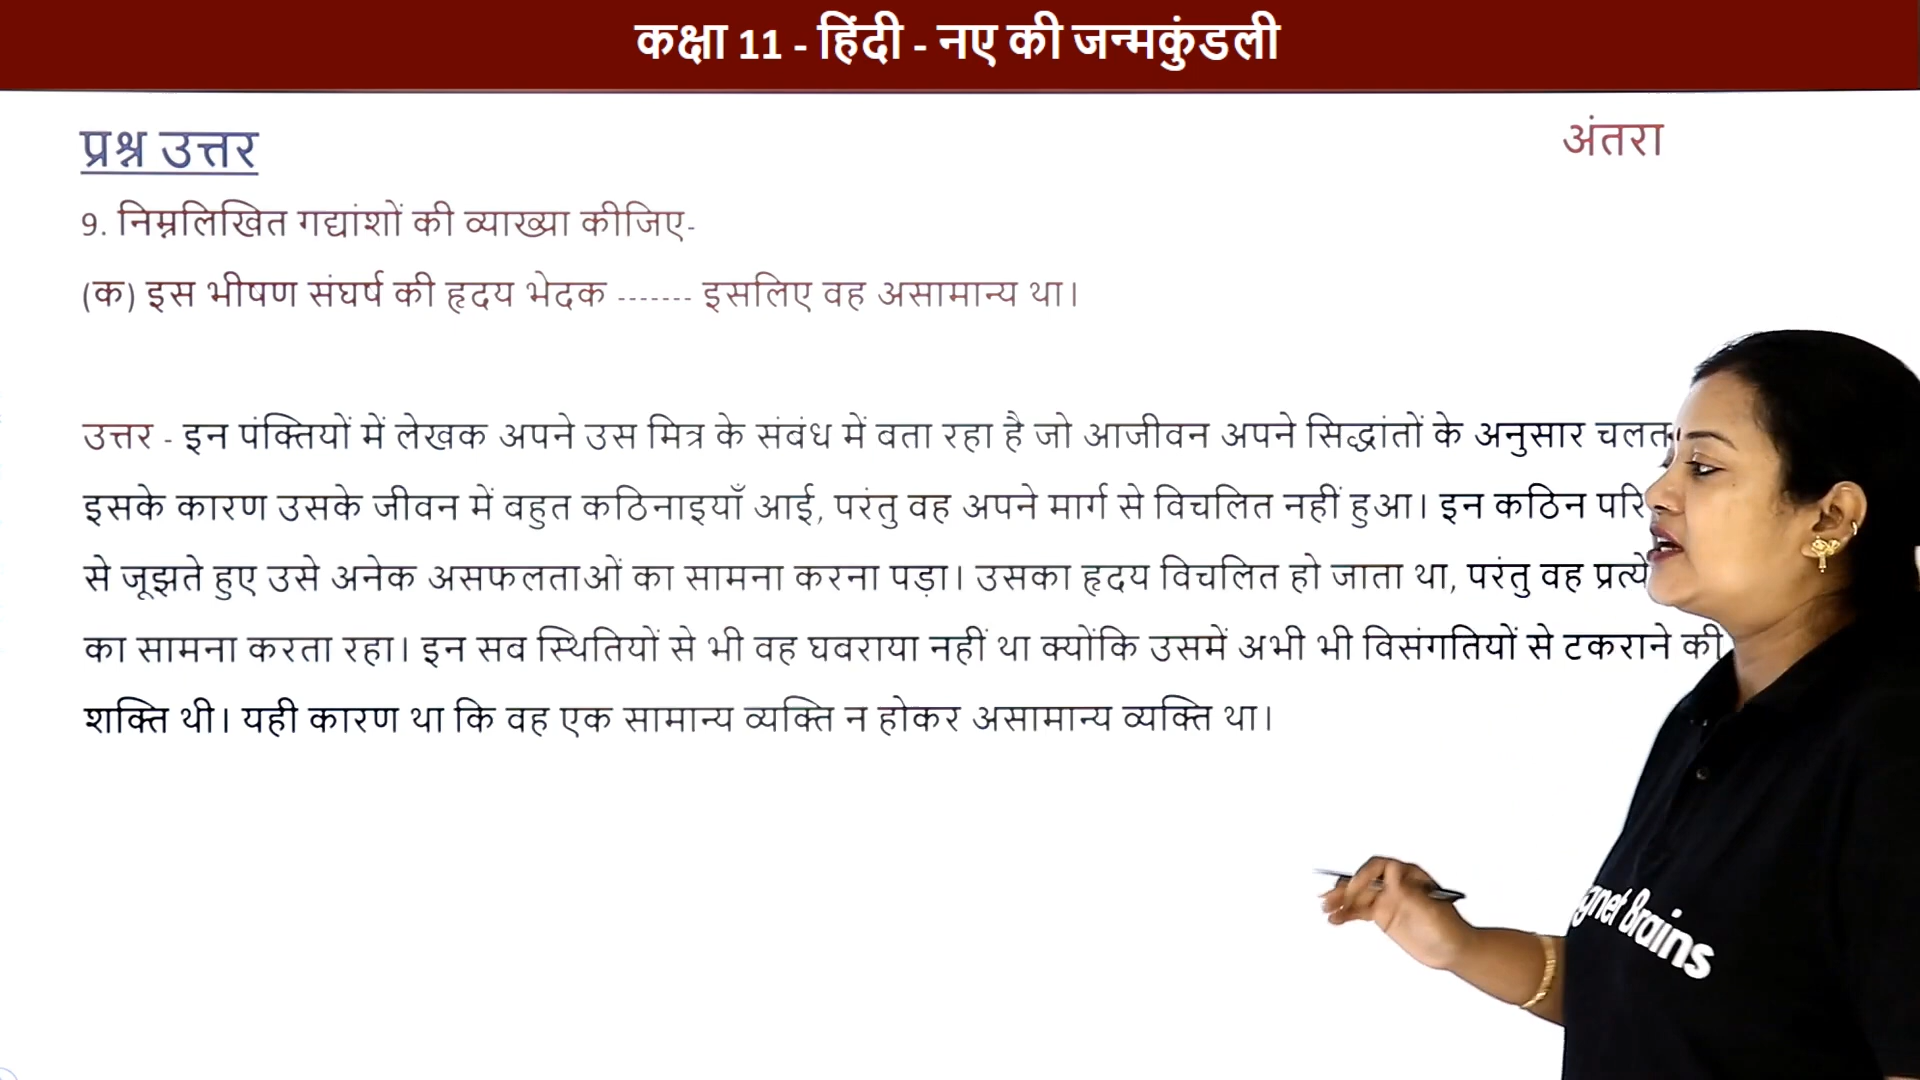 कक्षा 11 - हिंदी - नए की जन्मकुंडली
प्रश्न उत्तर
अंतरा
9. निम्नलिखित गद्यांशों की व्याख्या कीजिए-
(क) इस भीषण संघर्ष की हृदय भेदक ------- इसलिए वह असामान्य था।
उत्तर - इन पंक्तियों में लेखक अपने उस मित्र के संबंध में बता रहा है जो आजीवन अपने सिद्धांतों के अनुसार
इसके कारण उसके जीवन में बहुत कठिनाइयाँ आई, परंतु वह अपने मार्ग से विचलित नहीं हुआ। इन कठिन
से जूझते हुए उसे अनेक असफलताओं का सामना करना पड़ा। उसका हृदय विचलित हो जाता था, परंतु वह
का सामना करता रहा। इन सब स्थितियों से भी वह घबराया नहीं था क्योंकि उसमें अभी भी विसंगतियों से टकराने की
शक्ति थी। यही कारण था कि वह एक सामान्य व्यक्ति न होकर असामान्य व्यक्ति था।
Brains